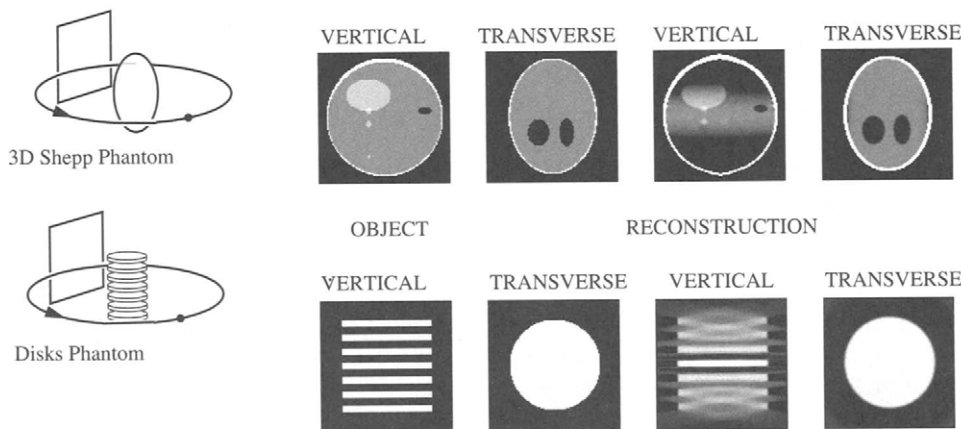 VERTICAL TRANSVERSE VERTICAL TRANSVERSE
3D Shepp Phantom
OBJECT RECONSTRUCTION
VERTICAL TRANSVERSE VERTICAL TRANSVERSE
Disks Phantom